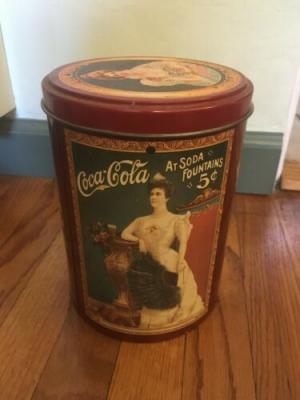 Coca-Cola
AT SODA
FOUNTAINS
5¢